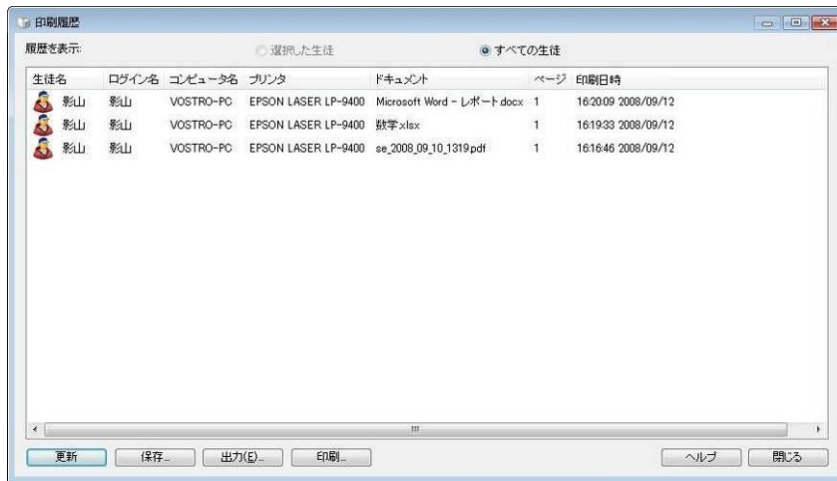 印刷履歴
履歴を表示: 選択した生徒 すべての生徒
生徒名 ログイン名 コンピュータ名 プリンタ ドキュメント ページ 印刷日時
影山 影山 VOSTRO-PC EPSON LASER LP-9400 Microsoft Word - レポート.docx 1 16:20:09 2008/09/12
影山 影山 VOSTRO-PC EPSON LASER LP-9400 数学.xlsx 1 16:19:33 2008/09/12
影山 影山 VOSTRO-PC EPSON LASER LP-9400 se_2008_09_10_1319.pdf 1 16:16:46 2008/09/12
更新 保存... 出力(E)... 印刷... ヘルプ 閉じる